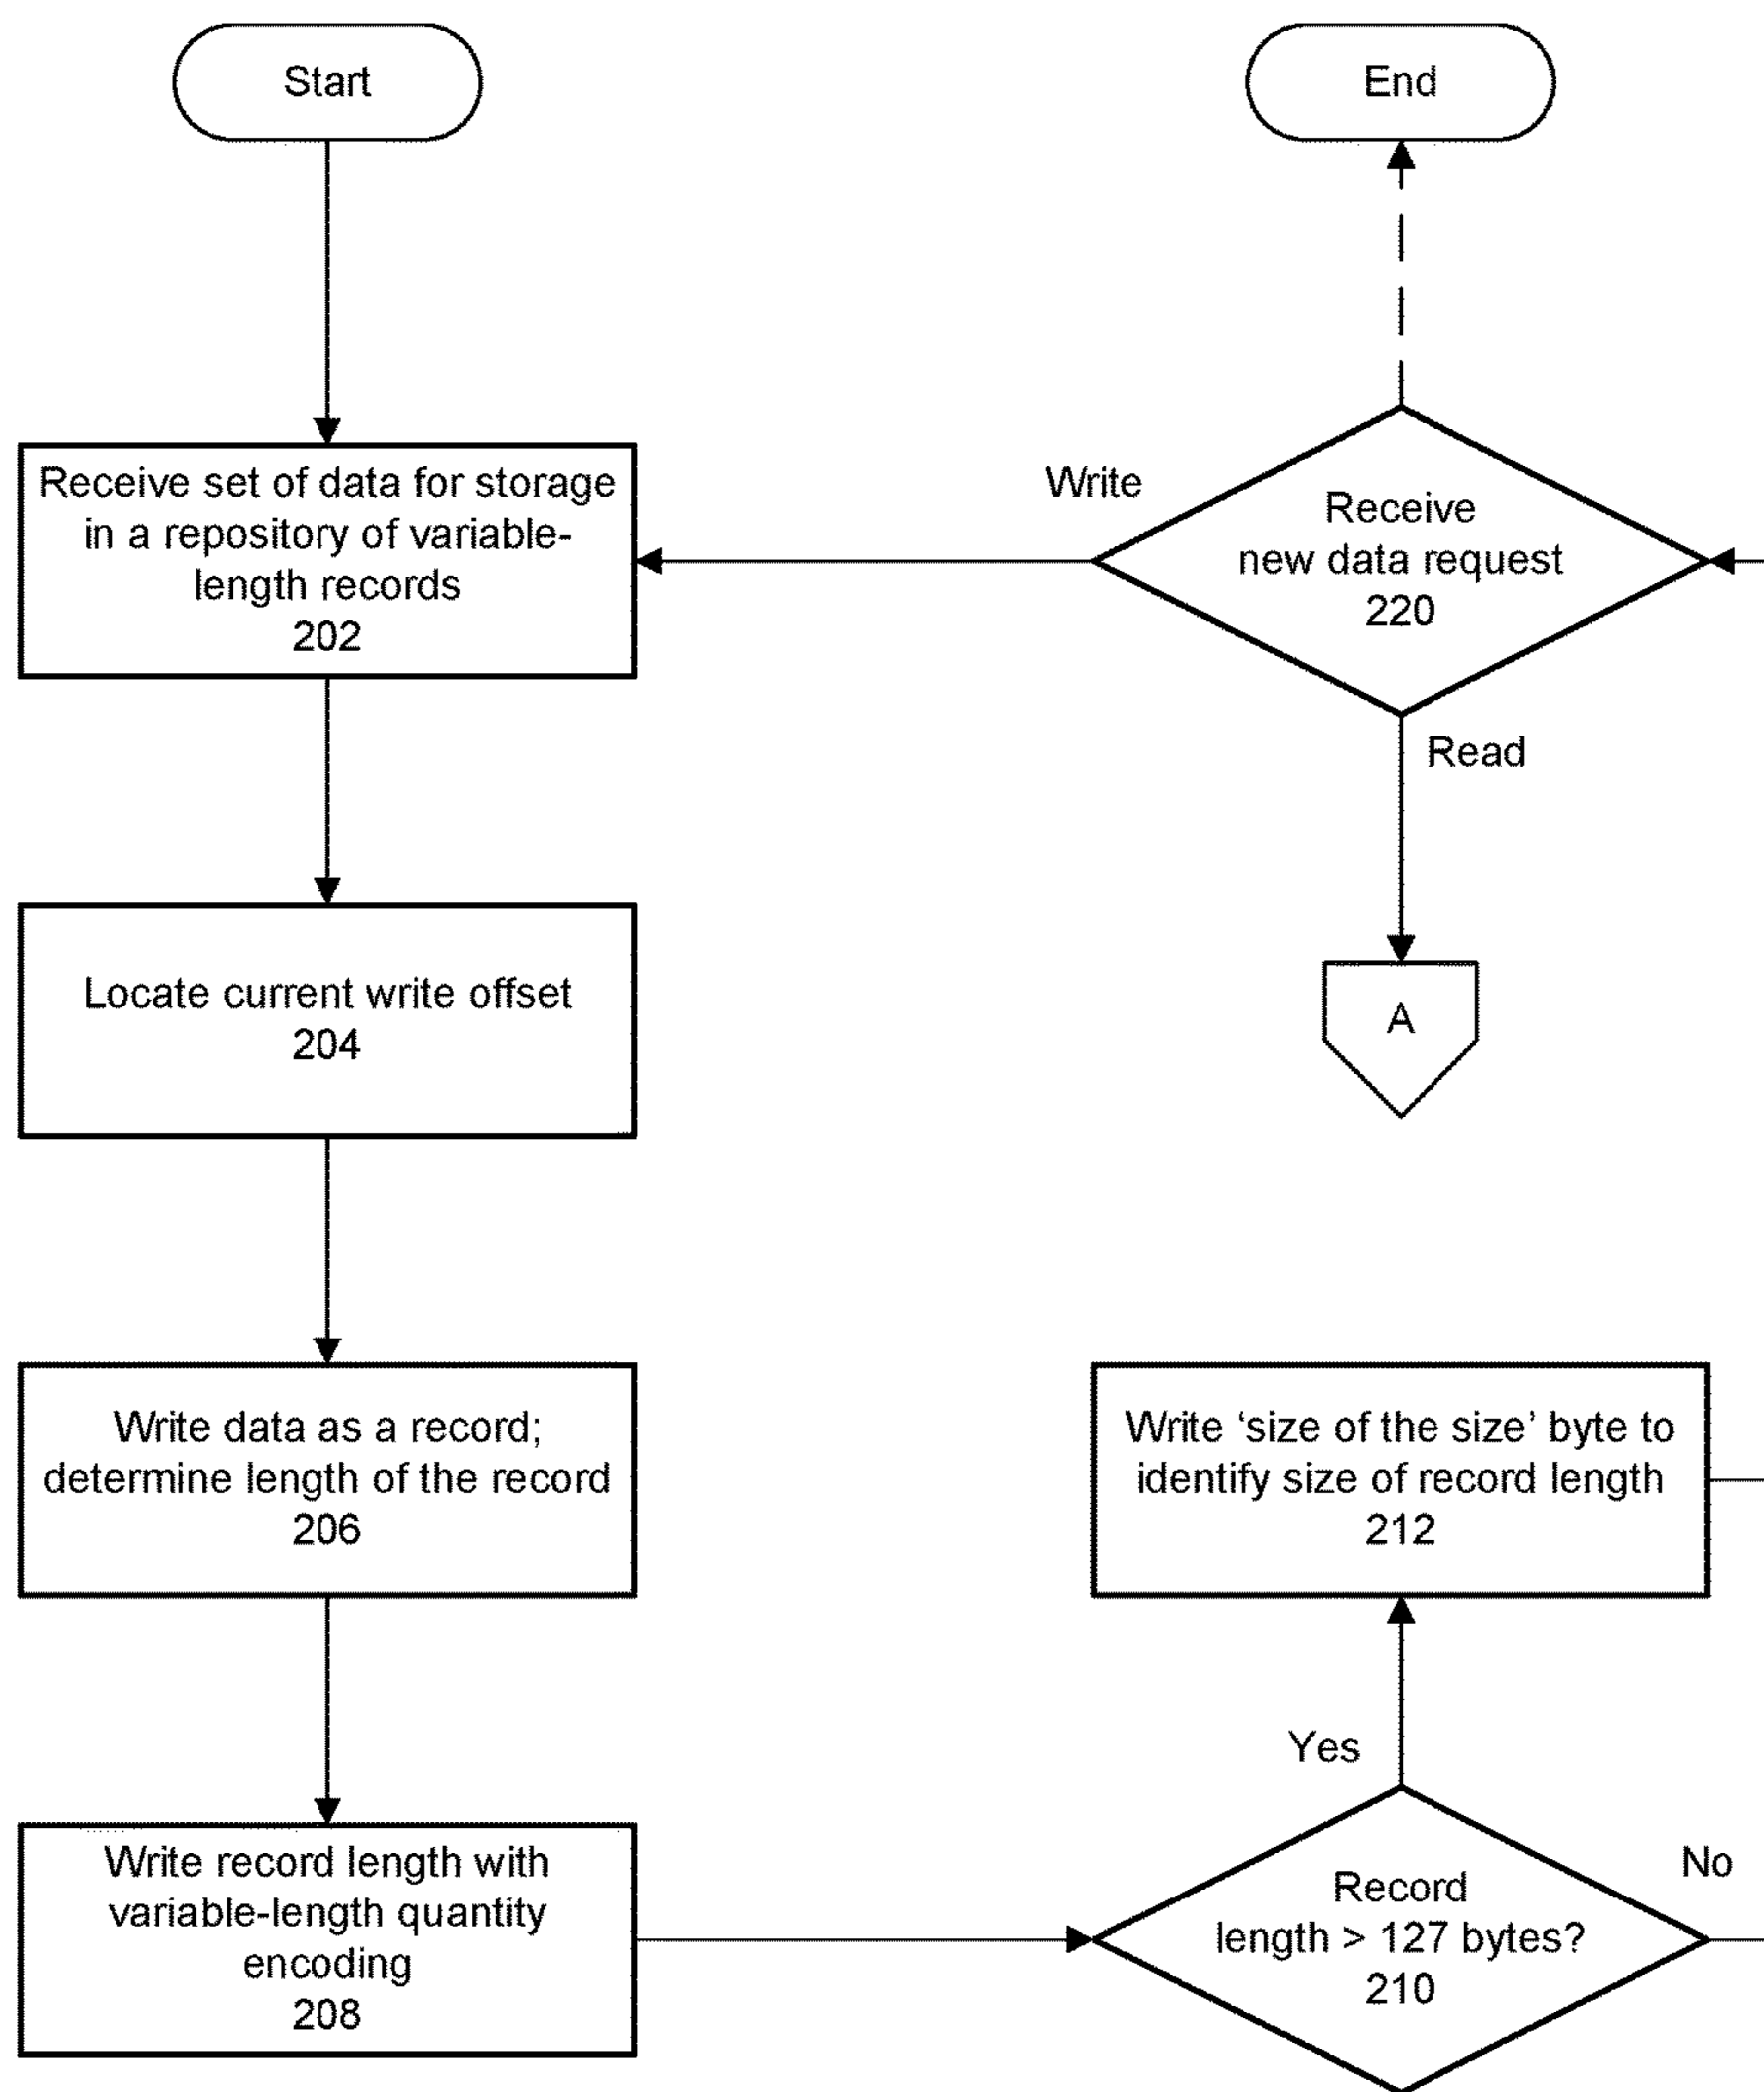 Start
End
Receive set of data for storage
in a repository of variable-
length records
202
Write
Receive
new data request
220
Read
Locate current write offset
204
A
Write data as a record;
determine length of the record
206
Write ‘size of the size’ byte to
identify size of record length
212
Yes
No
Write record length with
variable-length quantity
encoding
208
Record
length > 127 bytes?
210